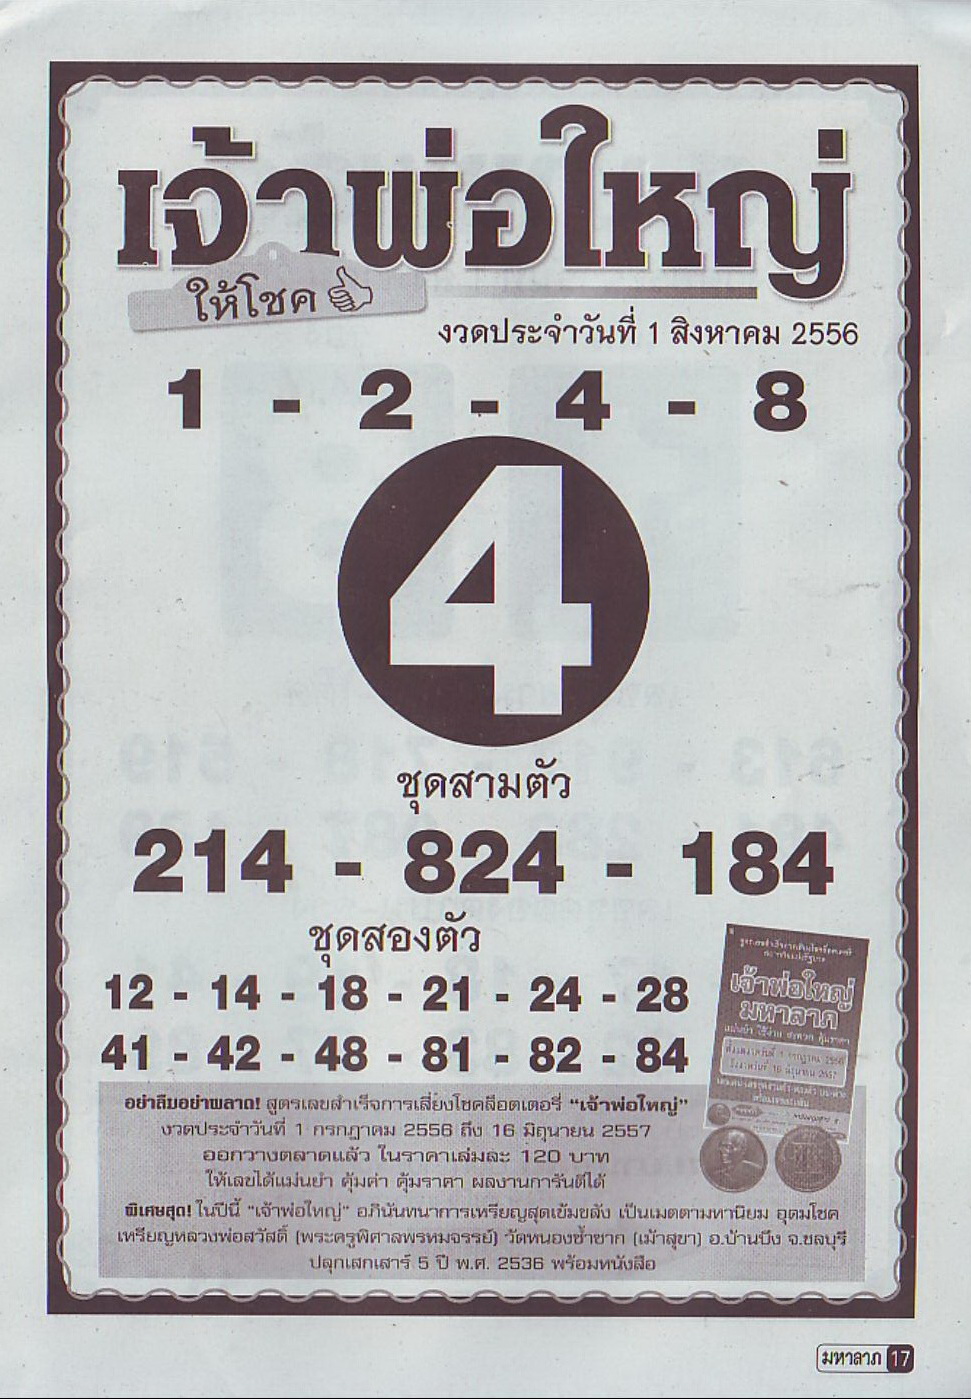 เจ้าพ่อใหญ่
ให้โชค
งวดประจำวันที่ 1 สิงหาคม 2556
1 - 2 - 4 - 8
4
ชุดสามตัว
214 - 824 - 184
ชุดสองตัว
12 - 14 - 18 - 21 - 24 - 28
41 - 42 - 48 - 81 - 82 - 84
เจ้าพ่อใหญ่
มหาลาภ
อย่าลืมอย่าพลาด! สูตรเลขสำเร็จการเสี่ยงโชคล็อตเตอรี่ “เจ้าพ่อใหญ่”
งวดประจำวันที่ 1 กรกฎาคม 2556 ถึง 16 มิถุนายน 2557
ออกวางตลาดแล้ว ในราคาเล่มละ 120 บาท
ให้เลขได้แม่นยำ คุ้มค่า คุ้มราคา ผลงานการันตีได้
พิเศษสุด! ในปีนี้ “เจ้าพ่อใหญ่” อภินันทนาการเหรียญสุดเข้มขลัง เป็นเมตตามหานิยม อุดมโชค
เหรียญหลวงพ่อสวัสดิ์ (พระครูพิศาลพรหมจรรย์) วัดหนองซ้ำซาก (เม้าสุขา) อ.บ้านบึง จ.ชลบุรี
ปลุกเสกเสาร์ 5 ปี พ.ศ. 2536 พร้อมหนังสือ
มหาลาภ 17